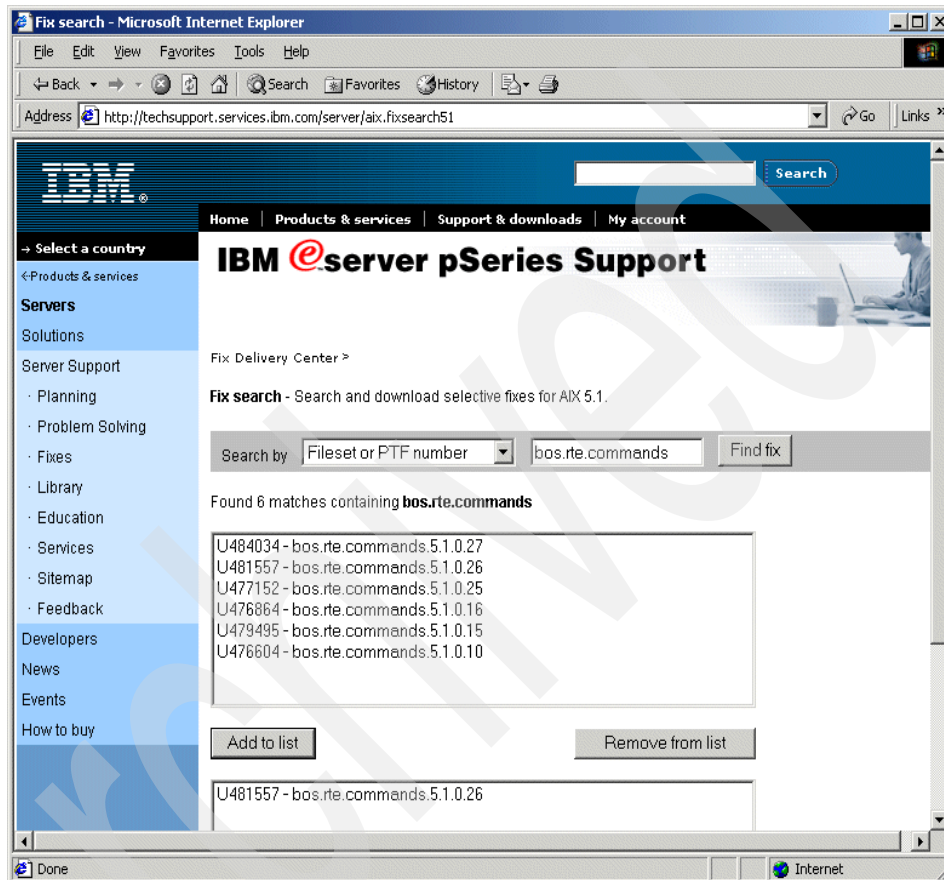 Fix search - Microsoft Internet Explorer
File Edit View Favorites Tools Help
Back Search Favorites History
Address http://techsupport.services.ibm.com/server/aix.fixsearch51 Go Links »
IBM® Search
Home | Products & services | Support & downloads | My account
→ Select a country
IBM e server pSeries Support
←Products & services
Servers
Solutions
Server Support
· Planning
· Problem Solving
· Fixes
· Library
· Education
· Services
· Sitemap
· Feedback
Developers
News
Events
How to buy
Fix Delivery Center >
Fix search - Search and download selective fixes for AIX 5.1.
Search by Fileset or PTF number bos.rte.commands Find fix
Found 6 matches containing bos.rte.commands
U484034 - bos.rte.commands.5.1.0.27
U481557 - bos.rte.commands.5.1.0.26
U477152 - bos.rte.commands.5.1.0.25
U476864 - bos.rte.commands.5.1.0.16
U479495 - bos.rte.commands.5.1.0.15
U476604 - bos.rte.commands.5.1.0.10
Add to list Remove from list
U481557 - bos.rte.commands.5.1.0.26
Done Internet